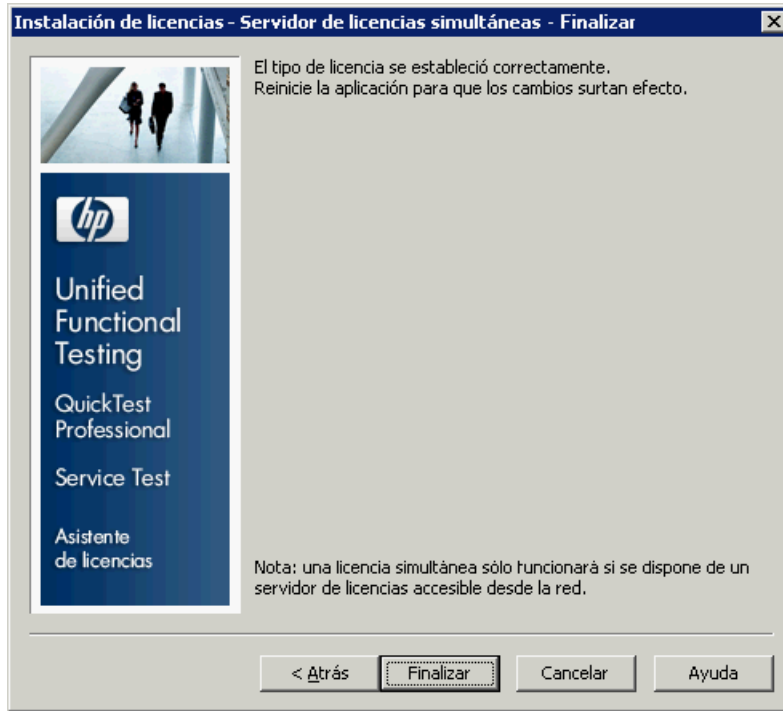 Instalación de licencias - Servidor de licencias simultáneas - Finalizar
El tipo de licencia se estableció correctamente.
Reinicie la aplicación para que los cambios surtan efecto.
hp
Unified
Functional
Testing
QuickTest
Professional
Service Test
Asistente
de licencias
Nota: una licencia simultánea sólo funcionará si se dispone de un
servidor de licencias accesible desde la red.
< Atrás
Finalizar
Cancelar
Ayuda